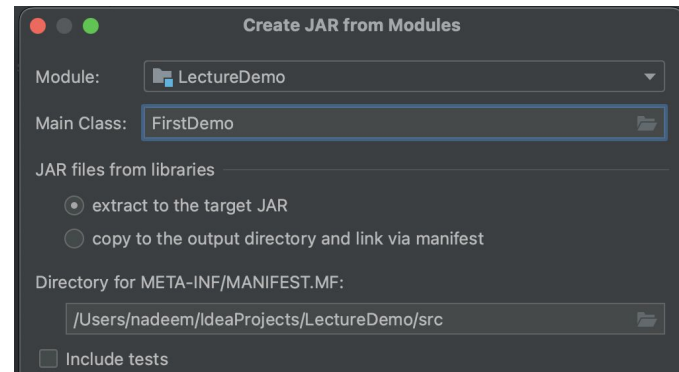 Create JAR from Modules
Module: LectureDemo
Main Class: FirstDemo
JAR files from libraries
extract to the target JAR
copy to the output directory and link via manifest
Directory for META-INF/MANIFEST.MF:
/Users/nadeem/IdeaProjects/LectureDemo/src
Include tests